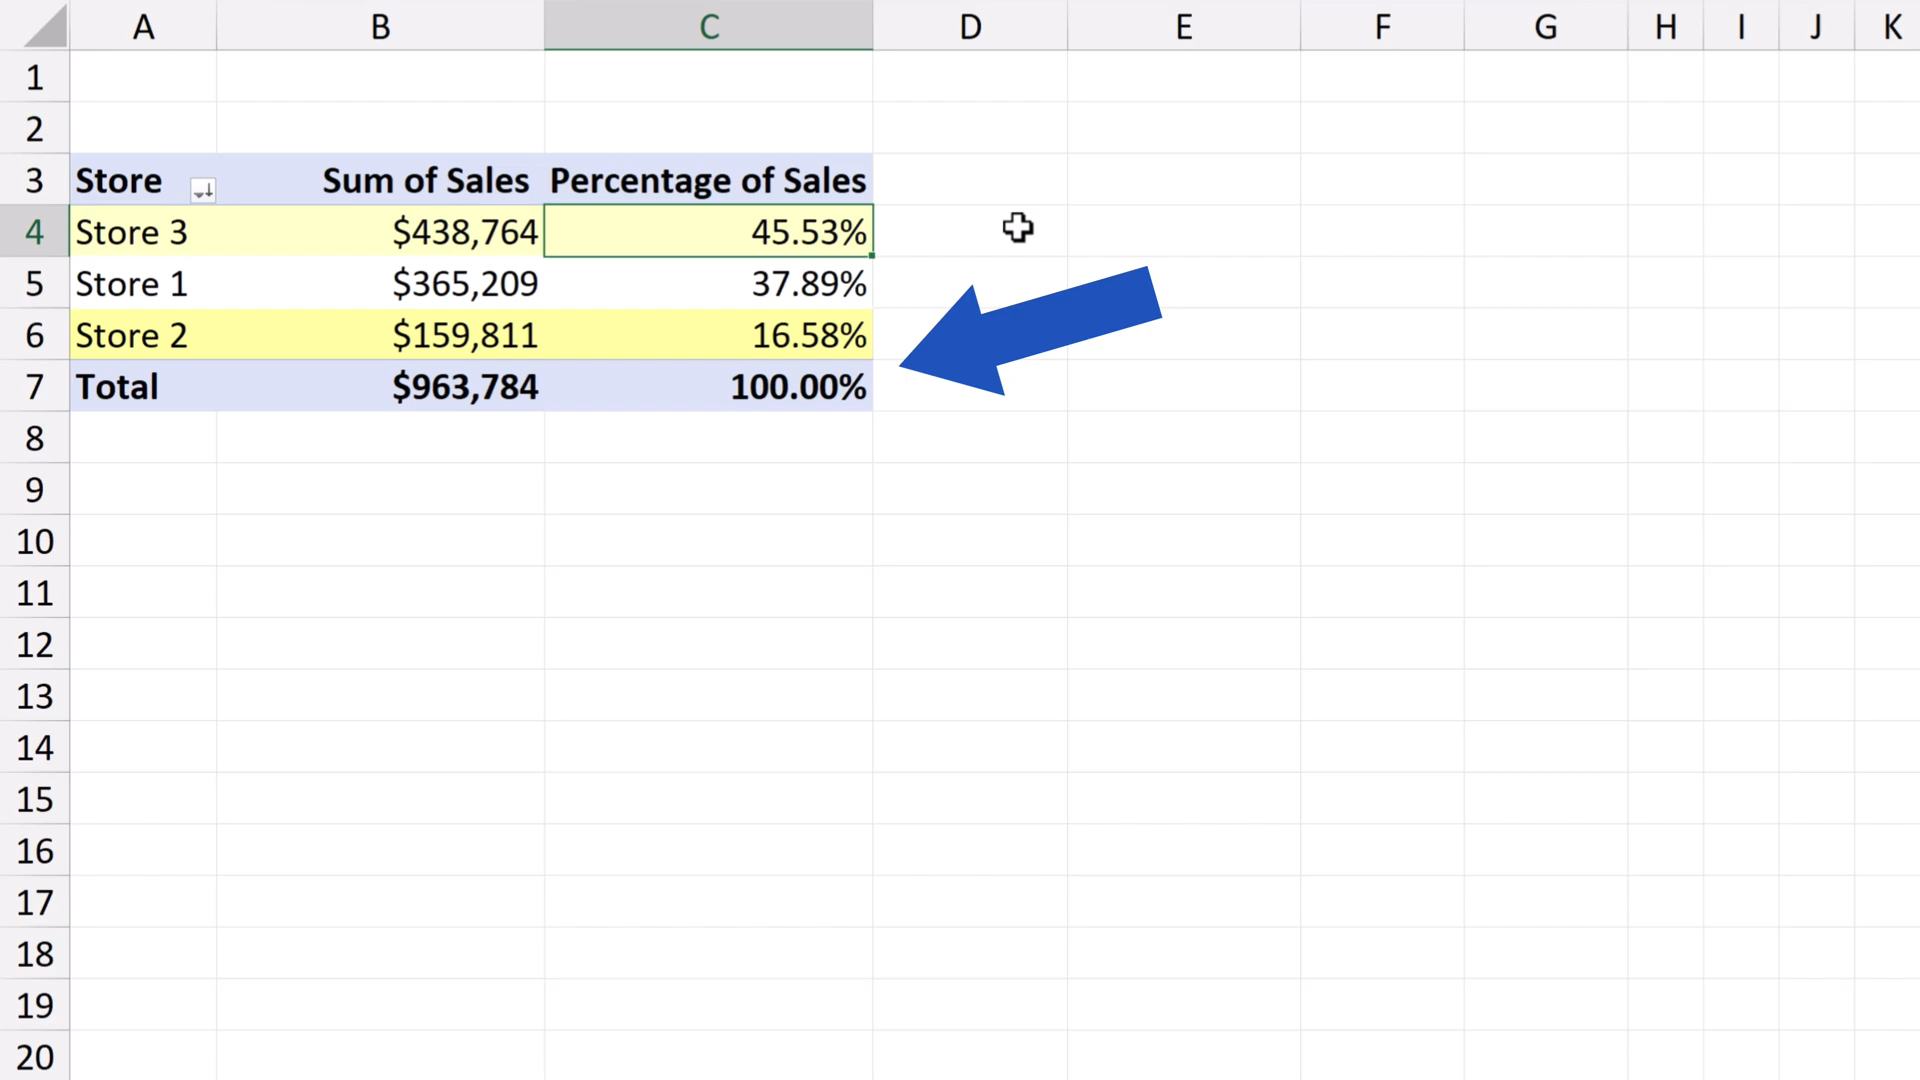 A B C D E F G H I J K
1
2
3 Store Sum of Sales Percentage of Sales
4 Store 3 $438,764 45.53%
5 Store 1 $365,209 37.89%
6 Store 2 $159,811 16.58%
7 Total $963,784 100.00%
8
9
10
11
12
13
14
15
16
17
18
19
20